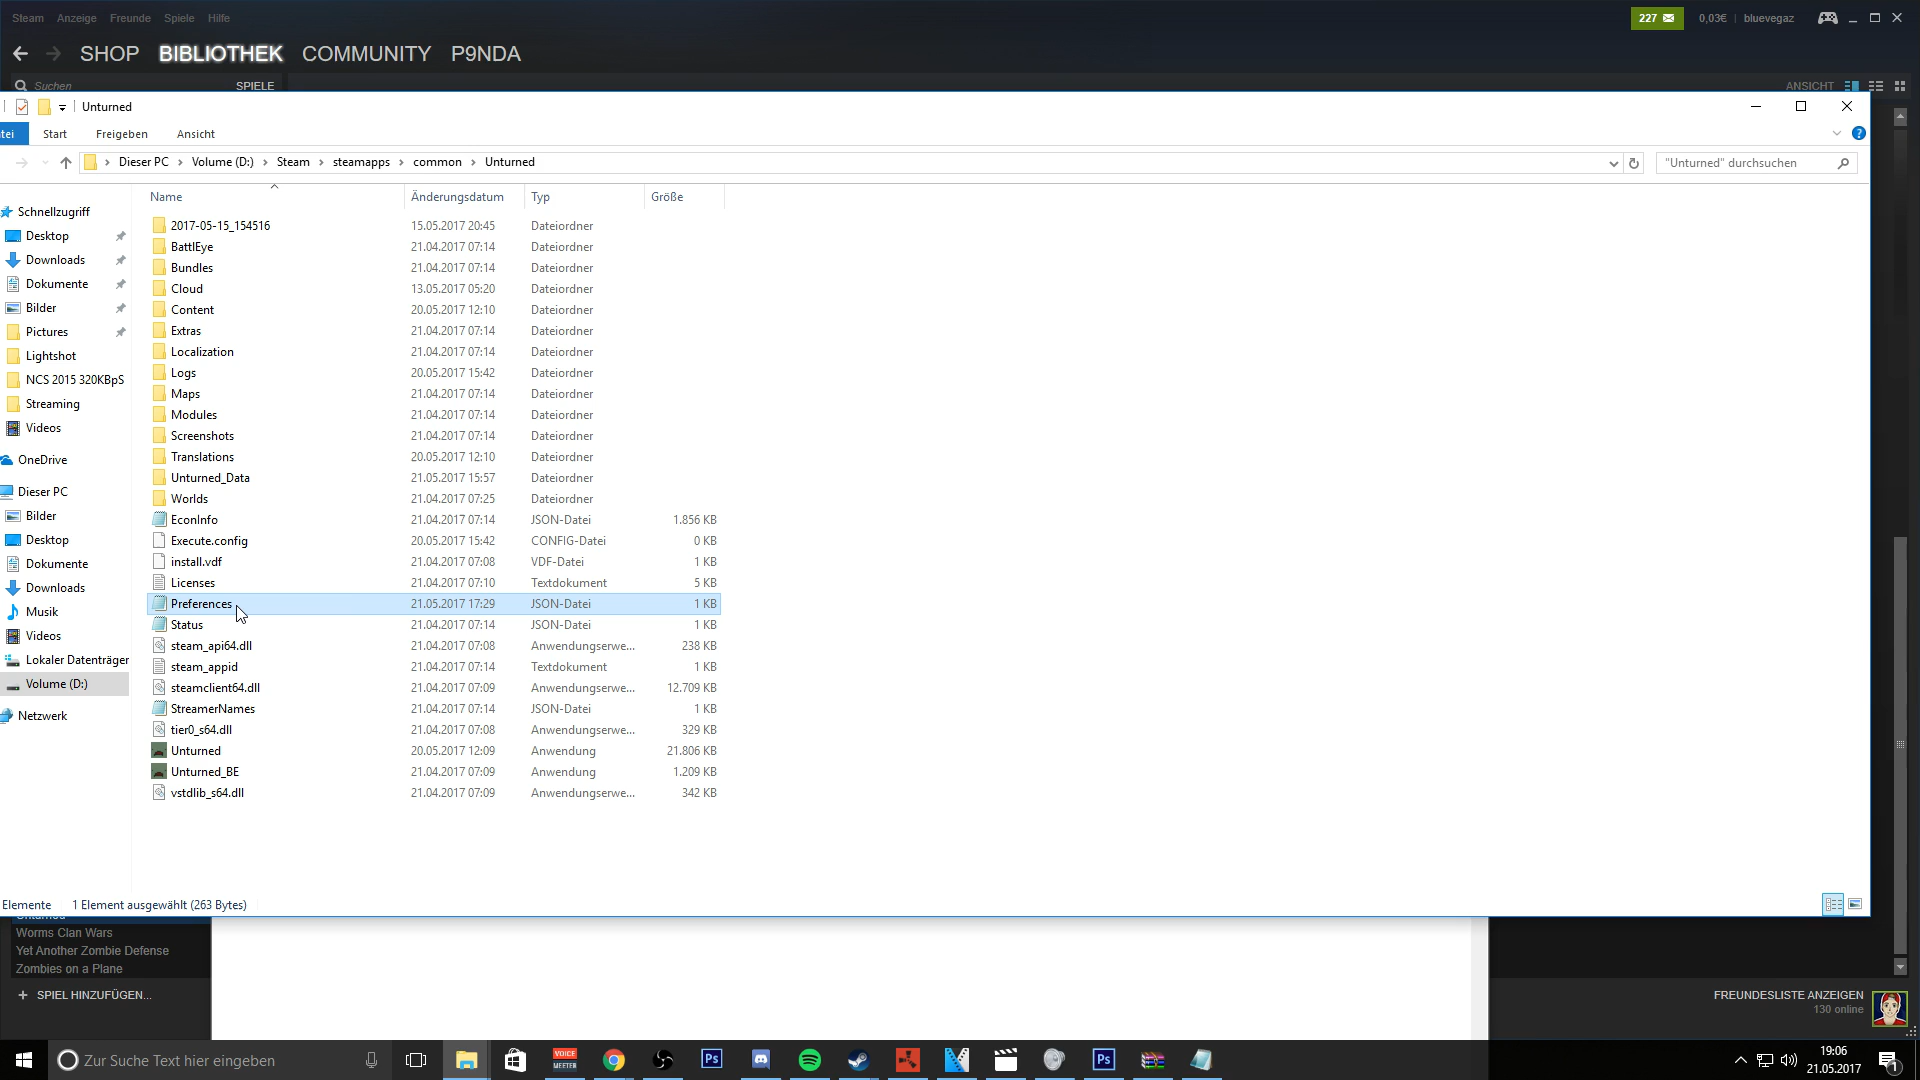 Steam Anzeige Freunde Spiele Hilfe
227
0,03€ | bluevegaz
SHOP BIBLIOTHEK COMMUNITY P9NDA
Suchen
SPIELE
ANSICHT
Unturned
tei Start Freigeben Ansicht
Dieser PC > Volume (D:) > Steam > steamapps > common > Unturned
"Unturned" durchsuchen
Name Änderungsdatum Typ Größe
Schnellzugriff
Desktop
Downloads
Dokumente
Bilder
Pictures
Lightshot
NCS 2015 320KBpS
Streaming
Videos
OneDrive
Dieser PC
Bilder
Desktop
Dokumente
Downloads
Musik
Videos
Lokaler Datenträger
Volume (D:)
Netzwerk
2017-05-15_154516 15.05.2017 20:45 Dateiordner
BattlEye 21.04.2017 07:14 Dateiordner
Bundles 21.04.2017 07:14 Dateiordner
Cloud 13.05.2017 05:20 Dateiordner
Content 20.05.2017 12:10 Dateiordner
Extras 21.04.2017 07:14 Dateiordner
Localization 21.04.2017 07:14 Dateiordner
Logs 20.05.2017 15:42 Dateiordner
Maps 21.04.2017 07:14 Dateiordner
Modules 21.04.2017 07:14 Dateiordner
Screenshots 21.04.2017 07:14 Dateiordner
Translations 20.05.2017 12:10 Dateiordner
Unturned_Data 21.05.2017 15:57 Dateiordner
Worlds 21.04.2017 07:25 Dateiordner
EconInfo 21.04.2017 07:14 JSON-Datei 1.856 KB
Execute.config 20.05.2017 15:42 CONFIG-Datei 0 KB
install.vdf 21.04.2017 07:08 VDF-Datei 1 KB
Licenses 21.04.2017 07:10 Textdokument 5 KB
Preferences 21.05.2017 17:29 JSON-Datei 1 KB
Status 21.04.2017 07:14 JSON-Datei 1 KB
steam_api64.dll 21.04.2017 07:08 Anwendungserwe... 238 KB
steam_appid 21.04.2017 07:14 Textdokument 1 KB
steamclient64.dll 21.04.2017 07:09 Anwendungserwe... 12.709 KB
StreamerNames 21.04.2017 07:14 JSON-Datei 1 KB
tier0_s64.dll 21.04.2017 07:08 Anwendungserwe... 329 KB
Unturned 20.05.2017 12:09 Anwendung 21.806 KB
Unturned_BE 21.04.2017 07:09 Anwendung 1.209 KB
vstdlib_s64.dll 21.04.2017 07:09 Anwendungserwe... 342 KB
Elemente 1 Element ausgewählt (263 Bytes)
Worms Clan Wars
Yet Another Zombie Defense
Zombies on a Plane
+ SPIEL HINZUFÜGEN...
FREUNDESLISTE ANZEIGEN
130 online
Zur Suche Text hier eingeben
VOICE
MEETER
Ps
Ps
19:06
21.05.2017
1